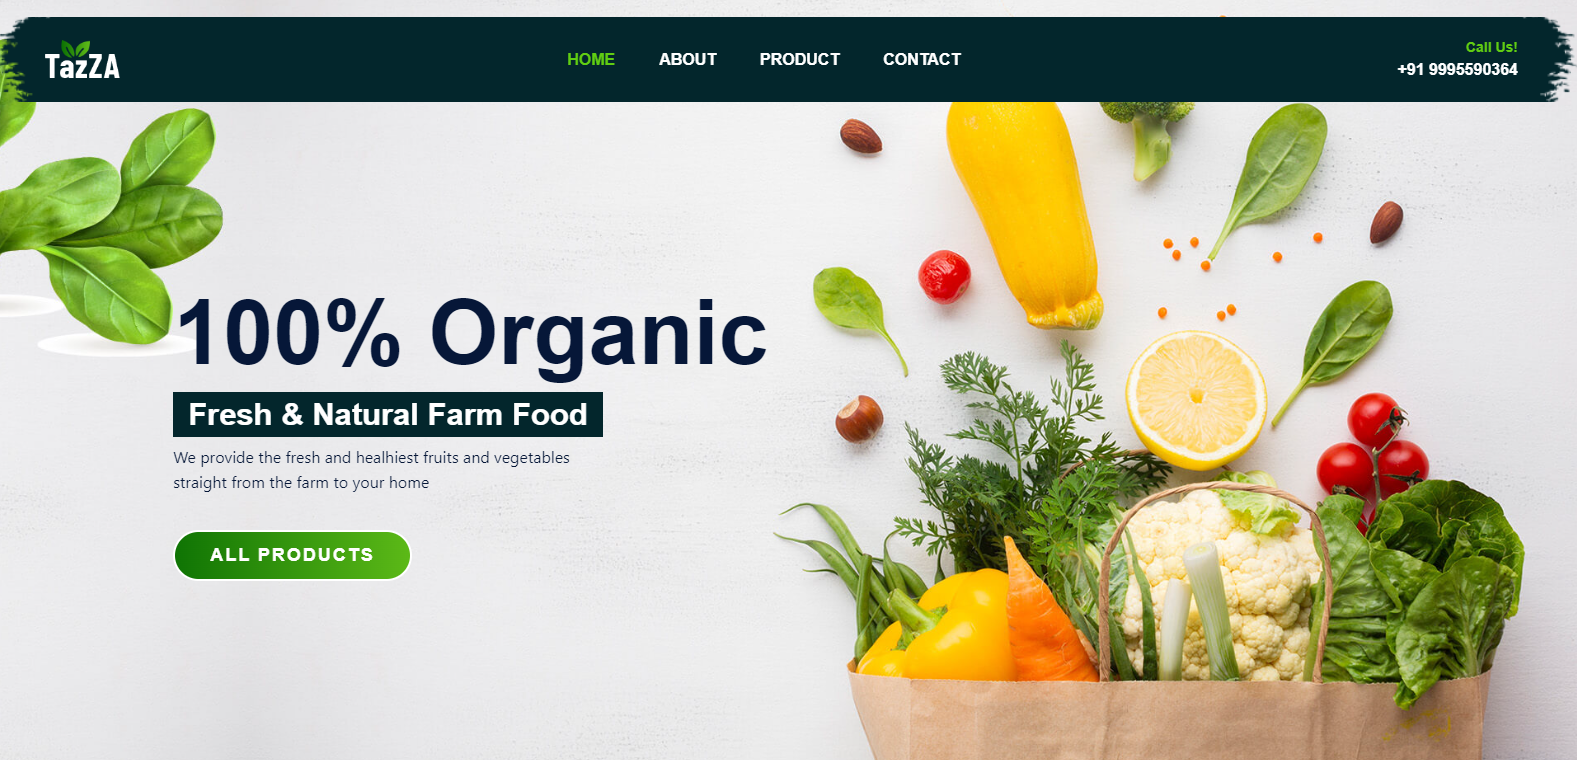 TazZA
HOME ABOUT PRODUCT CONTACT
Call Us!
+91 9995590364
100% Organic
Fresh & Natural Farm Food
We provide the fresh and healhiest fruits and vegetables
straight from the farm to your home
ALL PRODUCTS